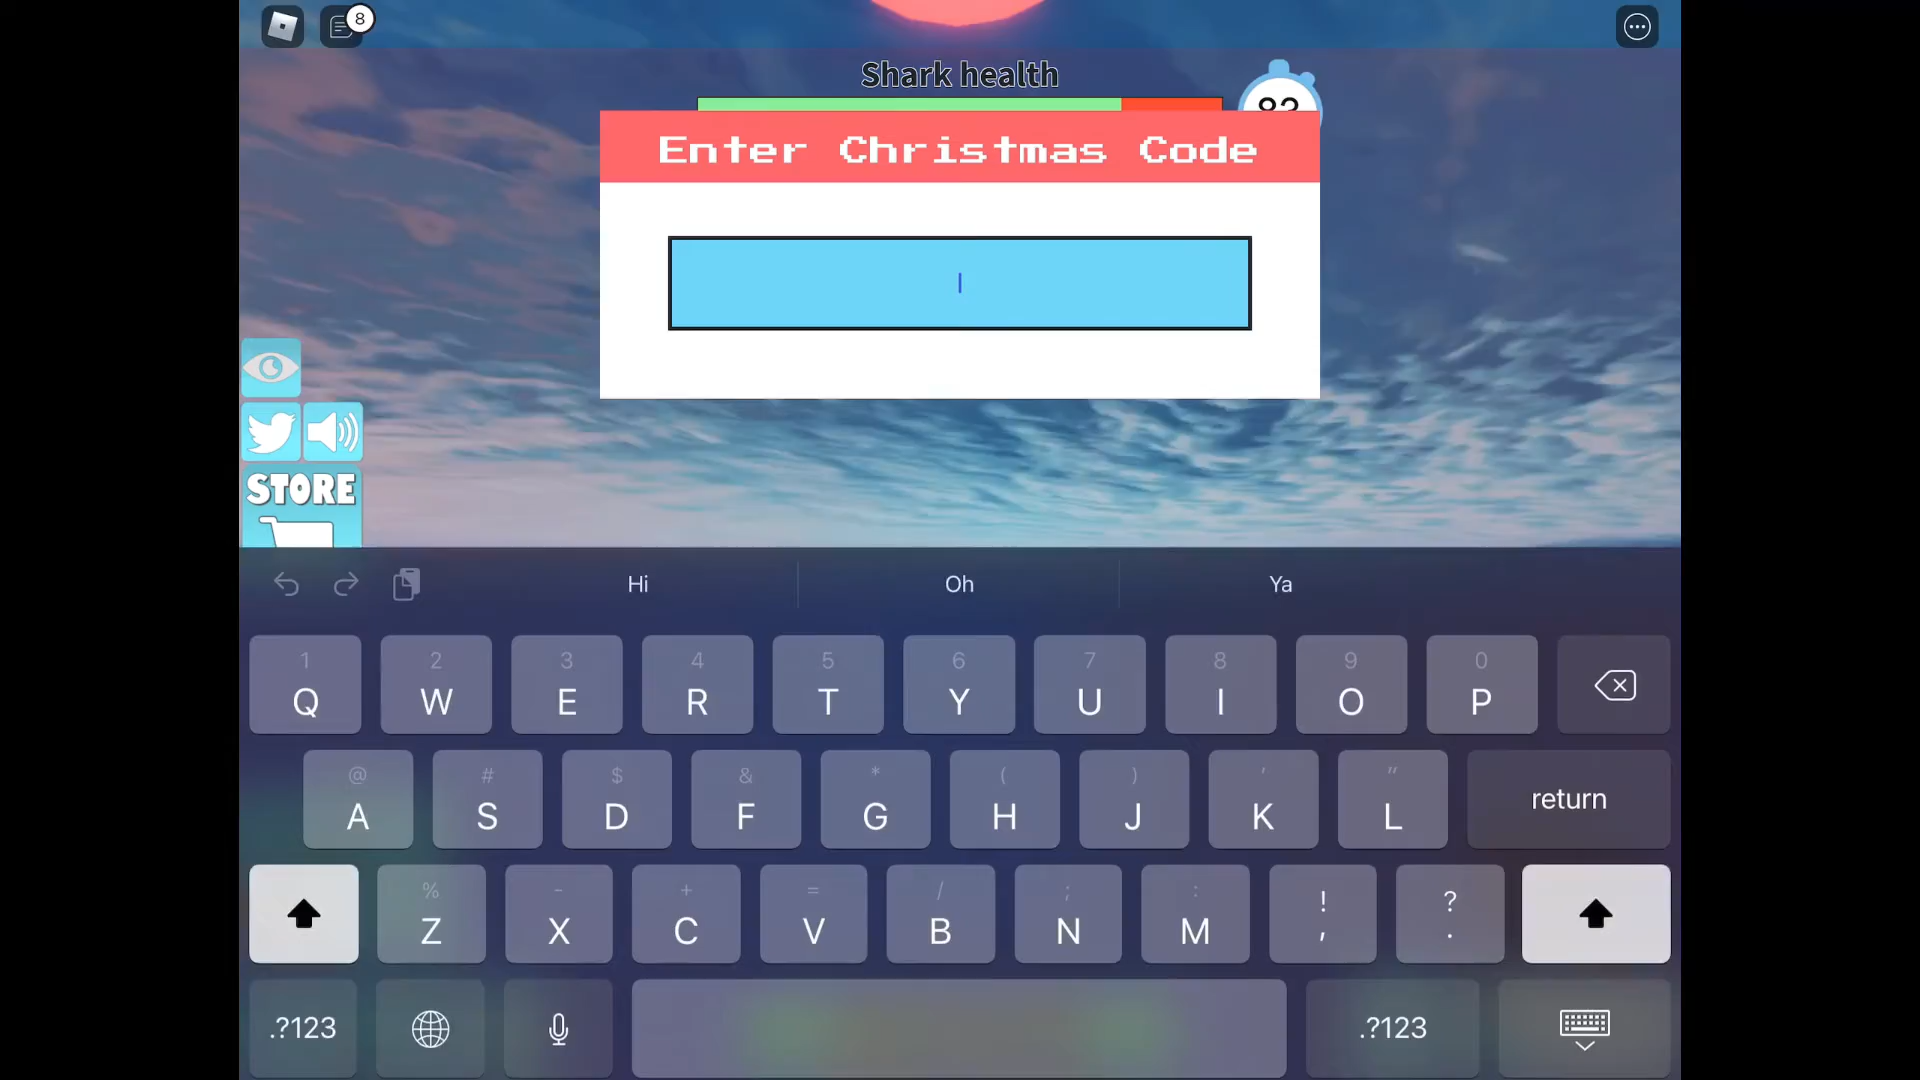 8
Shark health
Enter Christmas Code
STORE
Hi Oh Ya
1 2 3 4 5 6 7 8 9 0
Q W E R T Y U I O P
@ # $ & * ( ) ' "
A S D F G H J K L return
% - + = / ; : ! ?
Z X C V B N M , .
.?123 .?123